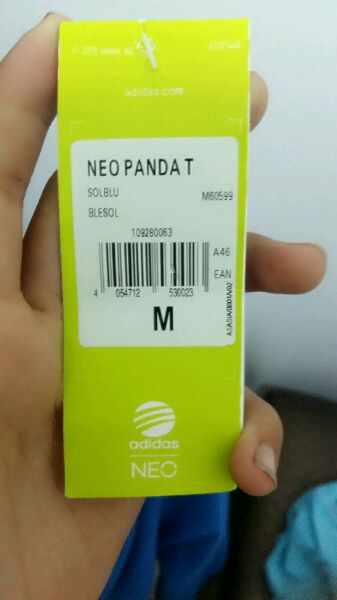 © 2013 adidas AG
adidas.com
NEO PANDA T
SOLBLU M60599
BLESOL
109280063
A46
EAN
4 054712 530023
M
adidas
NEO